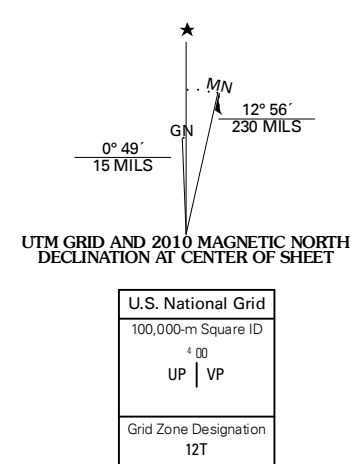 ★
MN
GN
12° 56´
230 MILS
0° 49´
15 MILS
UTM GRID AND 2010 MAGNETIC NORTH
DECLINATION AT CENTER OF SHEET
U.S. National Grid
100,000-m Square ID
4 00
UP VP
Grid Zone Designation
12T